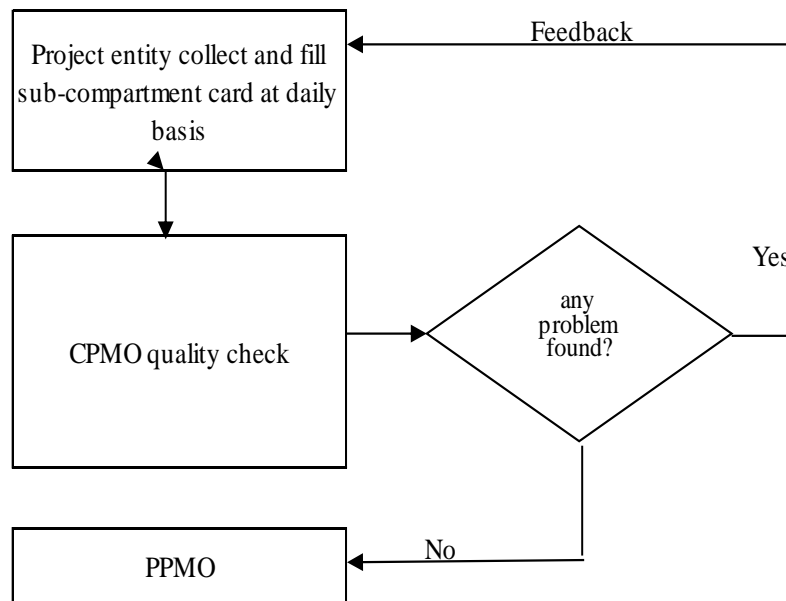 Feedback
Project entity collect and fill
sub-compartment card at daily
basis
Yes
any
problem
found?
CPMO quality check
No
PPMO